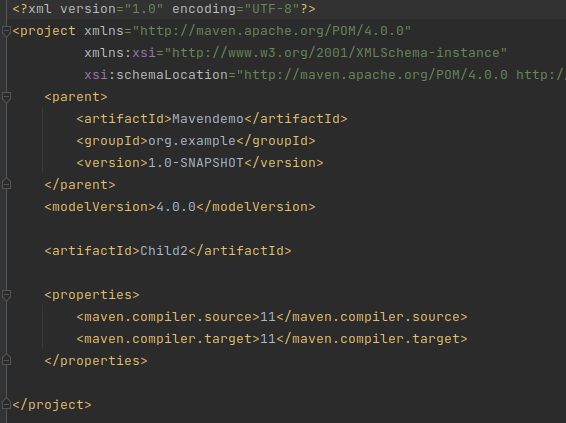 <?xml version="1.0" encoding="UTF-8"?>
<project xmlns="http://maven.apache.org/POM/4.0.0"
xmlns:xsi="http://www.w3.org/2001/XMLSchema-instance"
xsi:schemaLocation="http://maven.apache.org/POM/4.0.0 http:/
<parent>
<artifactId>Mavendemo</artifactId>
<groupId>org.example</groupId>
<version>1.0-SNAPSHOT</version>
</parent>
<modelVersion>4.0.0</modelVersion>
<artifactId>Child2</artifactId>
<properties>
<maven.compiler.source>11</maven.compiler.source>
<maven.compiler.target>11</maven.compiler.target>
</properties>
</project>